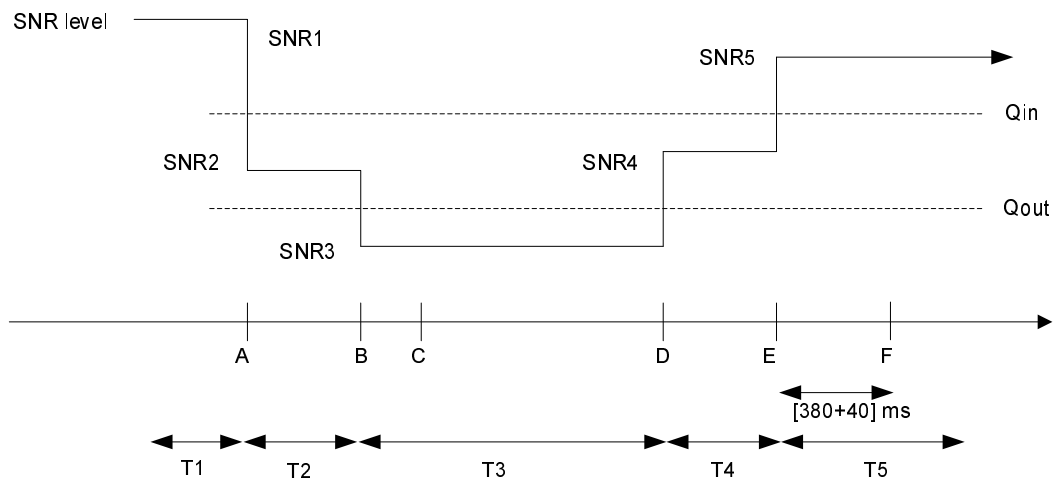 SNR level
SNR1
SNR5
Qin
SNR2
SNR4
Qout
SNR3
A
B
C
D
E
F
[380+40] ms
T1
T2
T3
T4
T5